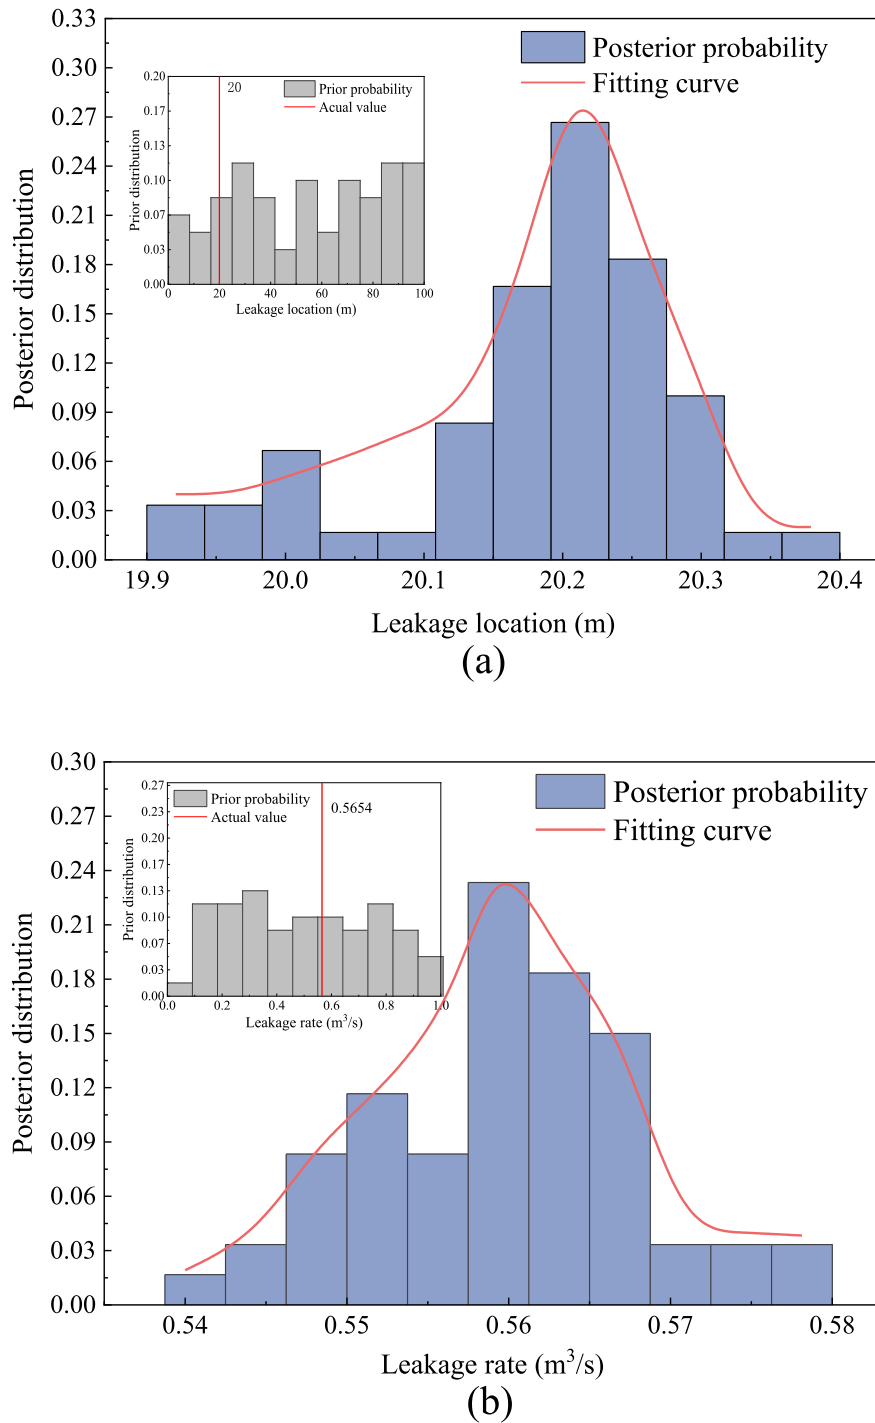 0.33
0.30
0.27
0.24
0.21
0.18
0.15
0.12
0.09
0.06
0.03
0.00
Posterior distribution
Posterior probability
Fitting curve
0.20
0.17
0.13
0.10
0.07
0.03
0.00
Prior distribution
20
Prior probability
Acual value
0 20 40 60 80 100
Leakage location (m)
19.9 20.0 20.1 20.2 20.3 20.4
Leakage location (m)
(a)
0.30
0.27
0.24
0.21
0.18
0.15
0.12
0.09
0.06
0.03
0.00
Posterior distribution
Posterior probability
Fitting curve
0.27
0.23
0.20
0.17
0.13
0.10
0.07
0.03
0.00
Prior distribution
Prior probability
Actual value
0.5654
0.0 0.2 0.4 0.6 0.8 1.0
Leakage rate (m³/s)
0.54 0.55 0.56 0.57 0.58
Leakage rate (m³/s)
(b)